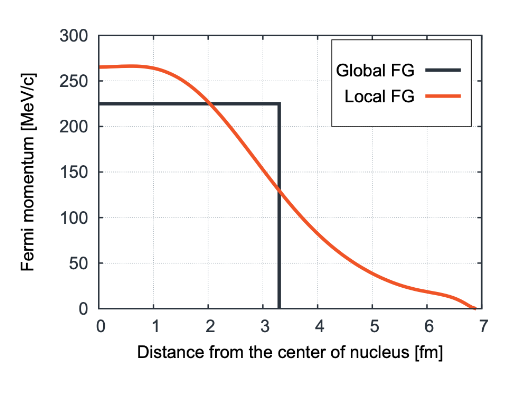 300
250
200
150
100
50
0
0 1 2 3 4 5 6 7
Fermi momentum [MeV/c]
Distance from the center of nucleus [fm]
Global FG
Local FG